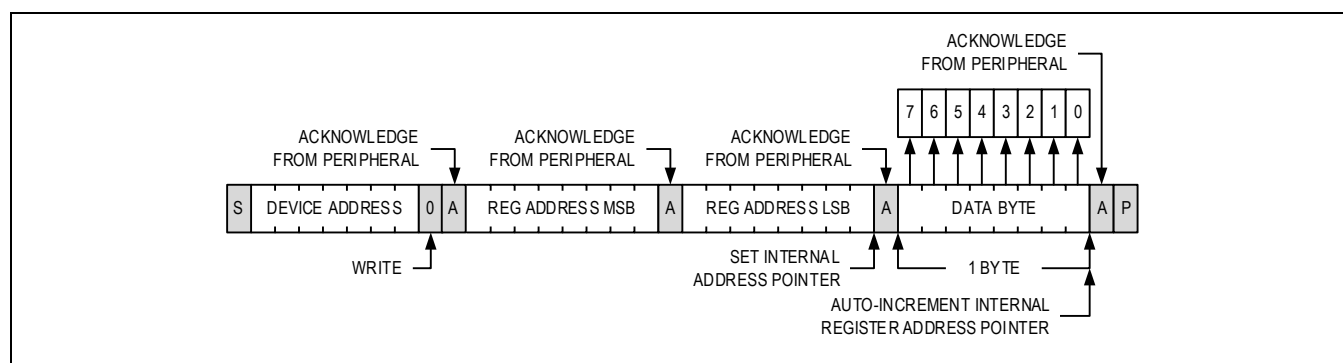 ACKNOWLEDGE
FROM PERIPHERAL
7 6 5 4 3 2 1 0
ACKNOWLEDGE
FROM PERIPHERAL
ACKNOWLEDGE
FROM PERIPHERAL
ACKNOWLEDGE
FROM PERIPHERAL
S DEVICE ADDRESS 0 A REG ADDRESS MSB A REG ADDRESS LSB A DATA BYTE A P
WRITE
SET INTERNAL
ADDRESS POINTER
1 BYTE
AUTO-INCREMENT INTERNAL
REGISTER ADDRESS POINTER